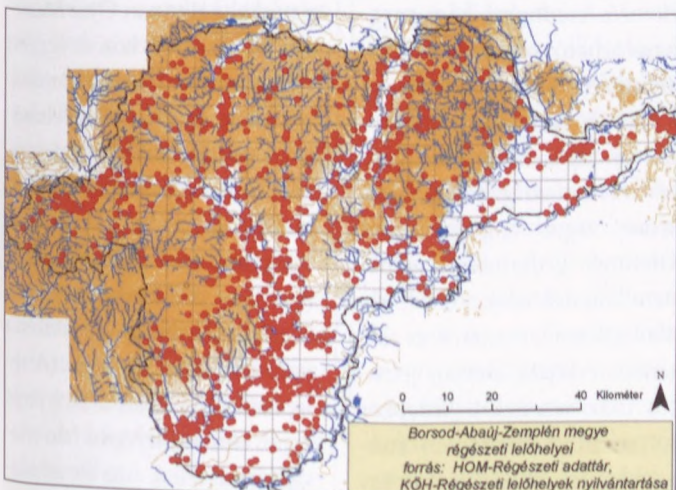 N
0 10 20 40 Kilométer
Borsod-Abaúj-Zemplén megye
régészeti lelőhelyei
forrás: HOM-Régészeti adattár,
KÖH-Régészeti lelőhelyek nyilvántartása